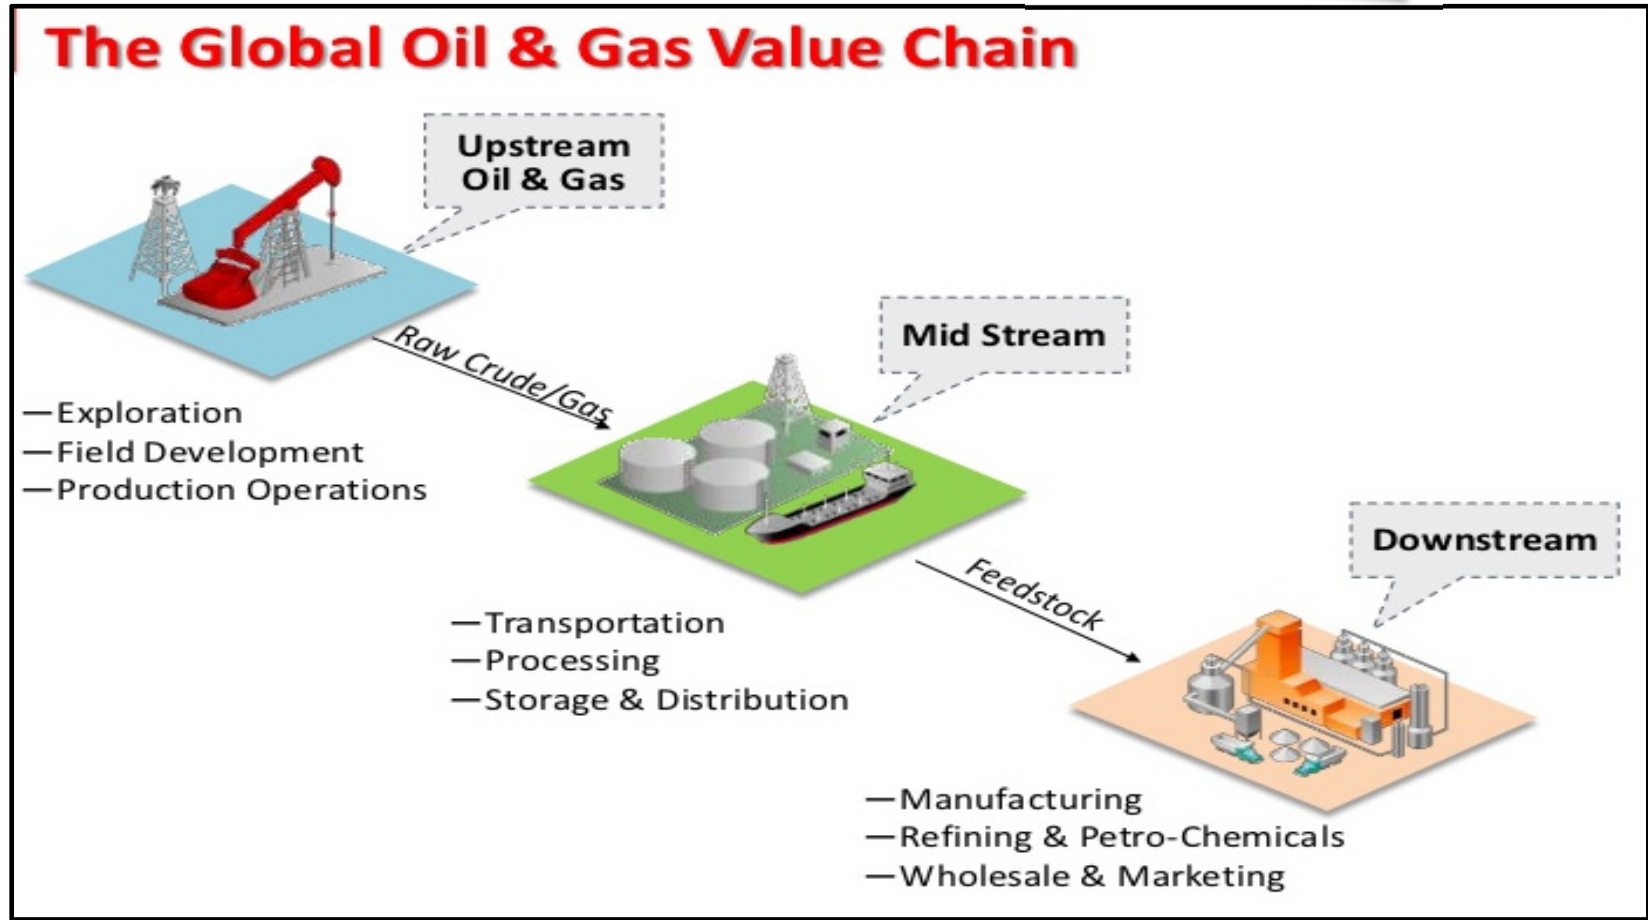 The Global Oil & Gas Value Chain
Upstream
Oil & Gas
Raw Crude/Gas
—Exploration
—Field Development
—Production Operations
Mid Stream
Feedstock
—Transportation
—Processing
—Storage & Distribution
Downstream
—Manufacturing
—Refining & Petro-Chemicals
—Wholesale & Marketing